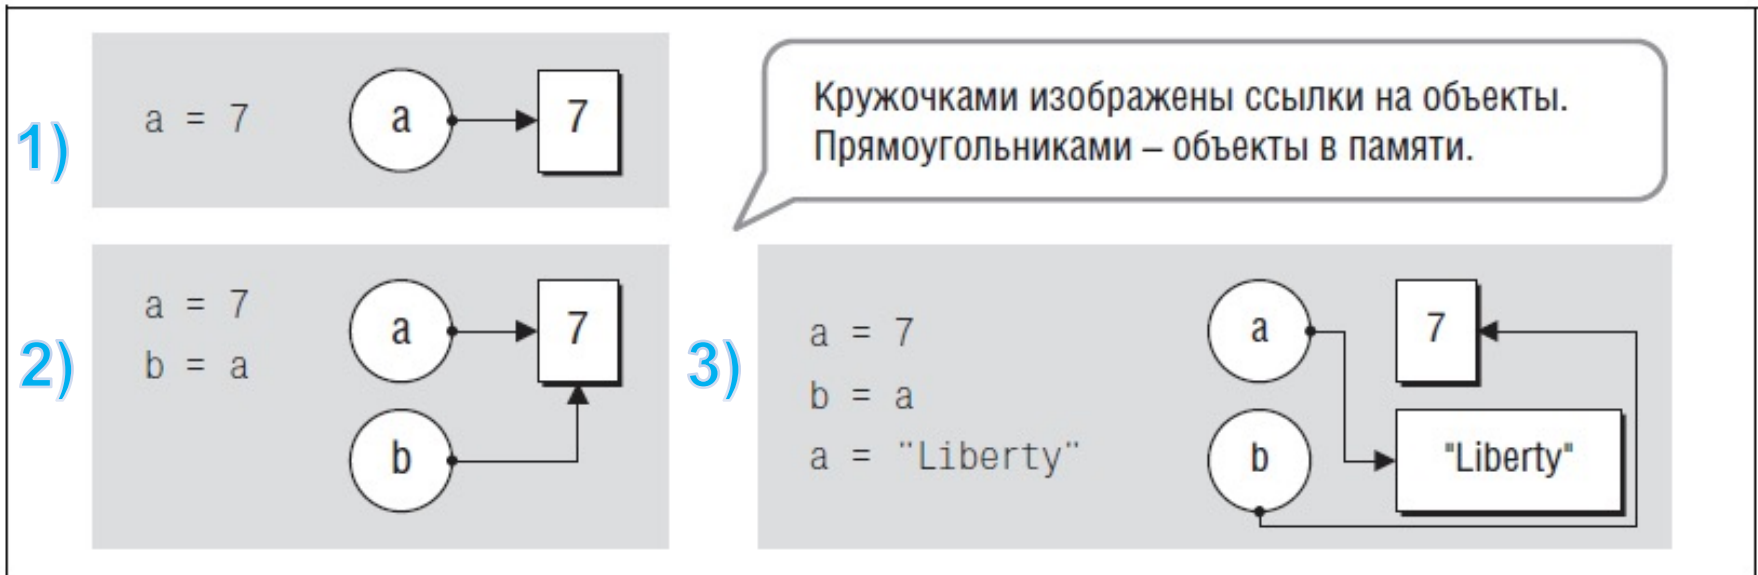 1)
a = 7
a
7
Кружочками изображены ссылки на объекты.
Прямоугольниками – объекты в памяти.
2)
a = 7
b = a
a
7
b
3)
a = 7
b = a
a = "Liberty"
a
7
b
"Liberty"